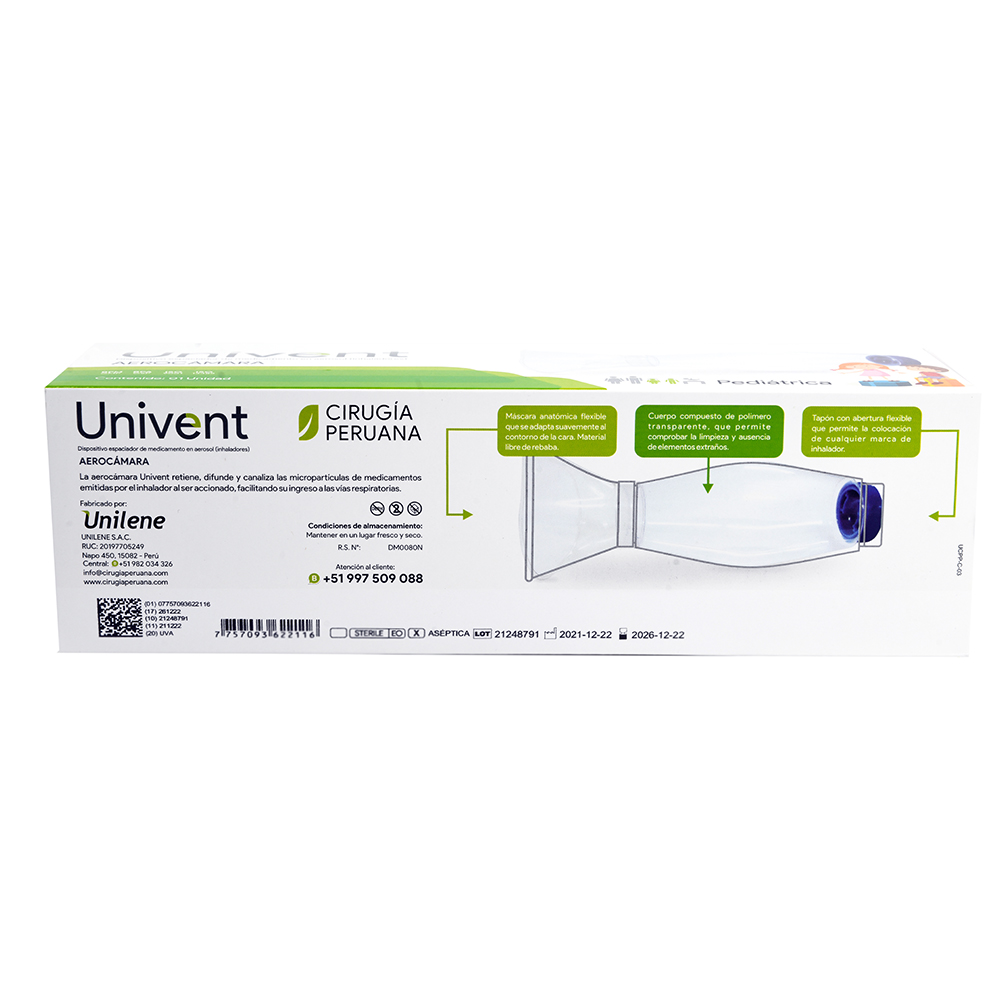 Univent
AEROCÁMARA
Contenido: 01 Unidad
Pediátrica
Univent
Dispositivo espaciador de medicamento en aerosol (inhaladores)
AEROCÁMARA
La aerocámara Univent retiene, difunde y canaliza las microparticulas de medicamentos
emitidas por el inhalador al ser accionado, facilitando su ingreso a las vías respiratorias.
CIRUGÍA
PERUANA
Fabricado por:
Unilene
UNILENE S.A.C.
RUC: 20197705249
Napo 450, 15082 - Perú
Central: +51 982 034 326
info@cirugiaperuana.com
www.cirugiaperuana.com
Condiciones de almacenamiento:
Mantener en un lugar fresco y seco.
R.S. N°: DM0080N
Atención al cliente:
+51 997 509 088
Máscara anatómica flexible
que se adapta suavemente al
contorno de la cara. Material
libre de rebaba.
Cuerpo compuesto de polímero
transparente, que permite
comprobar la limpieza y ausencia
de elementos extraños.
Tapón con abertura flexible
que permite la colocación
de cualquier marca de
inhalador.
UCPP-C-03
(01) 07757093622116
(17) 261222
(10) 21248791
(11) 211222
(20) UVA
7 757093 622116
STERILE EO X ASÉPTICA LOT 21248791 2021-12-22 2026-12-22